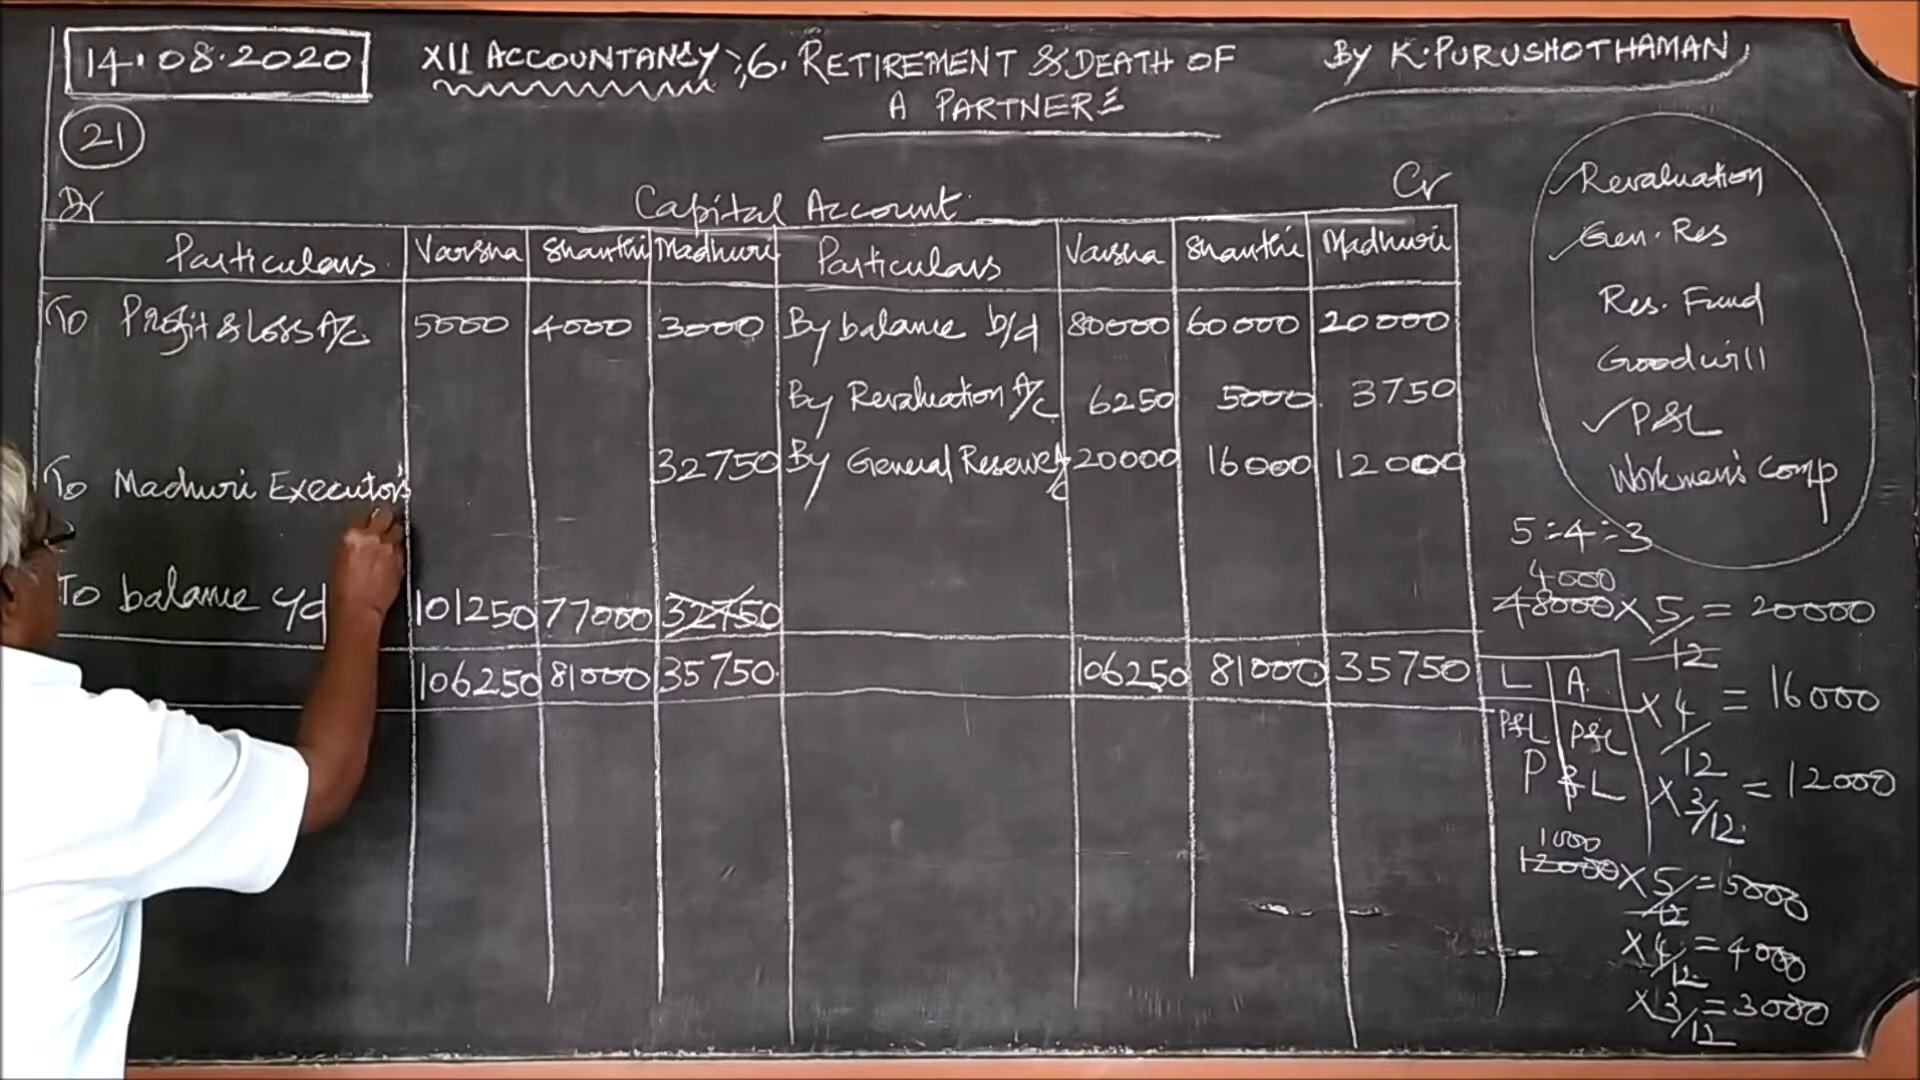 14.08.2020
XII ACCOUNTANCY ; 6. RETIREMENT & DEATH OF
A PARTNER
By K. PURUSHOTHAMAN
21
Dr Capital Account Cr
Particulars Varsha Shanthi Madhuri Particulars Varsha Shanthi Madhuri
To Profit & Loss A/c 5000 4000 3000 By balance b/d 80000 60000 20000
By Revaluation A/c 6250 5000 3750
To Madhuri Executor's 32750 By General Reserve A/c 20000 16000 12000
To balance c/d 101250 77000 32750
106250 81000 35750 106250 81000 35750
Revaluation
Gen. Res
Res. Fund
Goodwill
P&L
Workmen's Comp
5:4:3
4000
48000 X 5/12 = 20000
X 4/12 = 16000
X 3/12 = 12000
L A
P&L P&L
P & L
1000
12000 X 5/12 = 5000
X 4/12 = 4000
X 3/12 = 3000